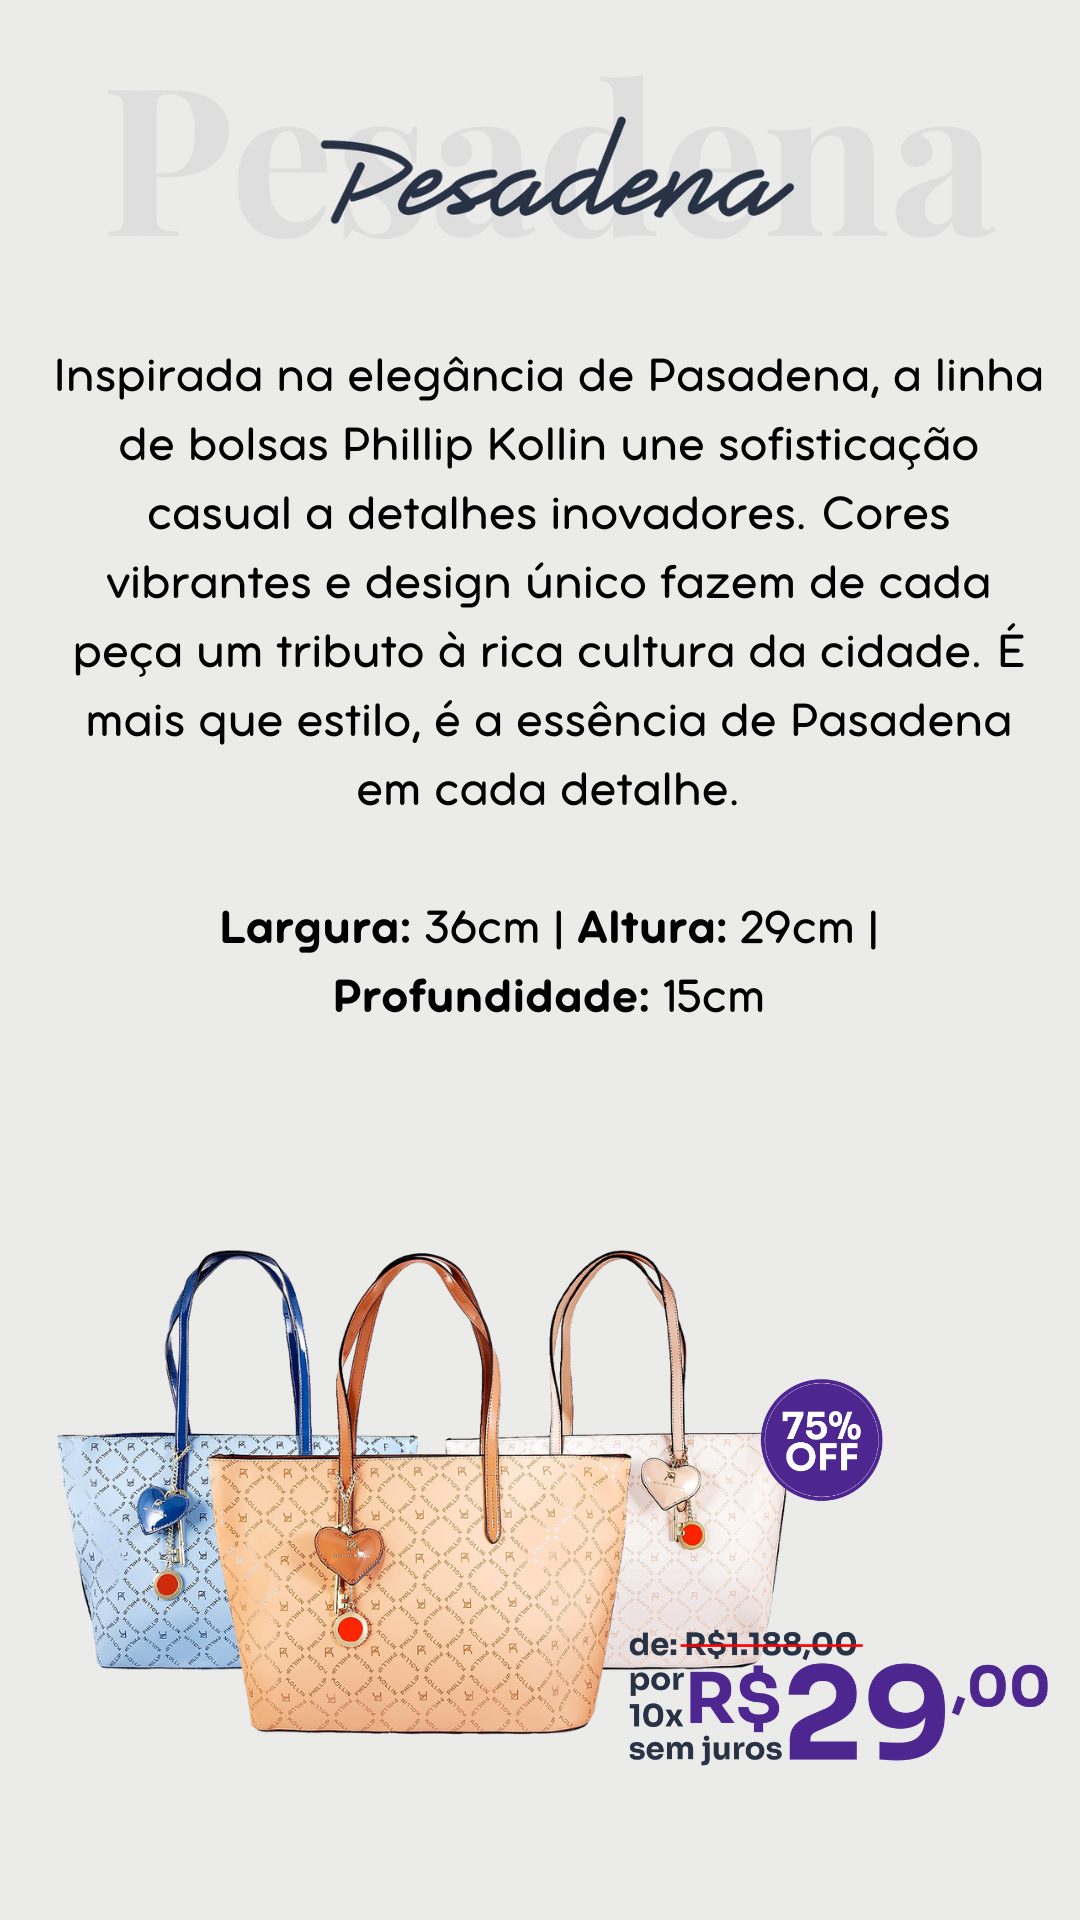 Pesadena
Pesadena
Inspirada na elegância de Pasadena, a linha
de bolsas Phillip Kollin une sofisticação
casual a detalhes inovadores. Cores
vibrantes e design único fazem de cada
peça um tributo à rica cultura da cidade. É
mais que estilo, é a essência de Pasadena
em cada detalhe.
Largura: 36cm | Altura: 29cm |
Profundidade: 15cm
75%
OFF
de: R$1.188,00
por
10x R$29,00
sem juros